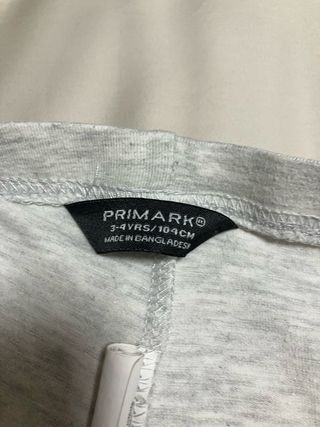 PRIMARK®
3-4YRS/104CM
MADE IN BANGLADESH